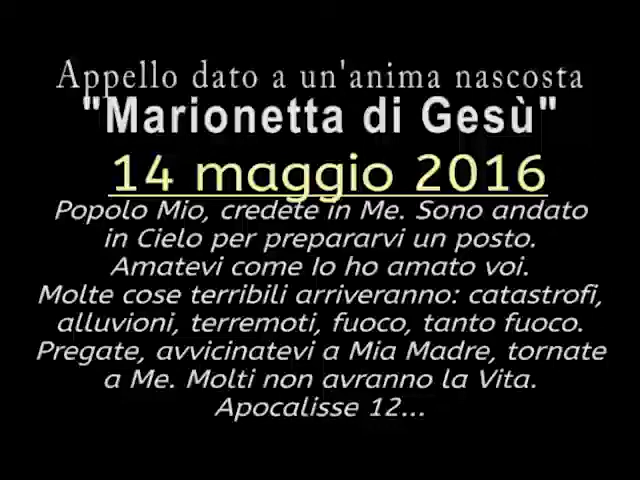 Appello dato a un'anima nascosta
"Marionetta di Gesù"
14 maggio 2016
Popolo Mio, credete in Me. Sono andato
in Cielo per prepararvi un posto.
Amatevi come Io ho amato voi.
Molte cose terribili arriveranno: catastrofi,
alluvioni, terremoti, fuoco, tanto fuoco.
Pregate, avvicinatevi a Mia Madre, tornate
a Me. Molti non avranno la Vita.
Apocalisse 12...